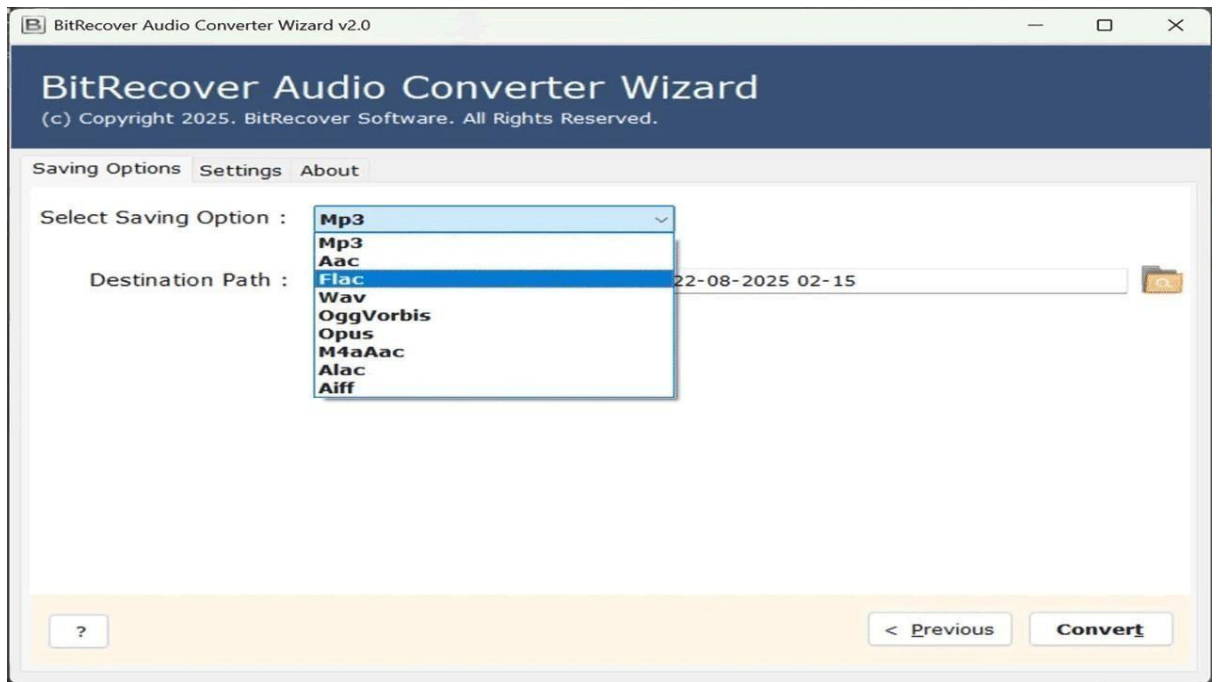 BitRecover Audio Converter Wizard v2.0
BitRecover Audio Converter Wizard
(c) Copyright 2025. BitRecover Software. All Rights Reserved.
Saving Options Settings About
Select Saving Option : Mp3
Mp3
Aac
Destination Path : Flac 22-08-2025 02-15
Wav
OggVorbis
Opus
M4aAac
Alac
Aiff
? < Previous Convert